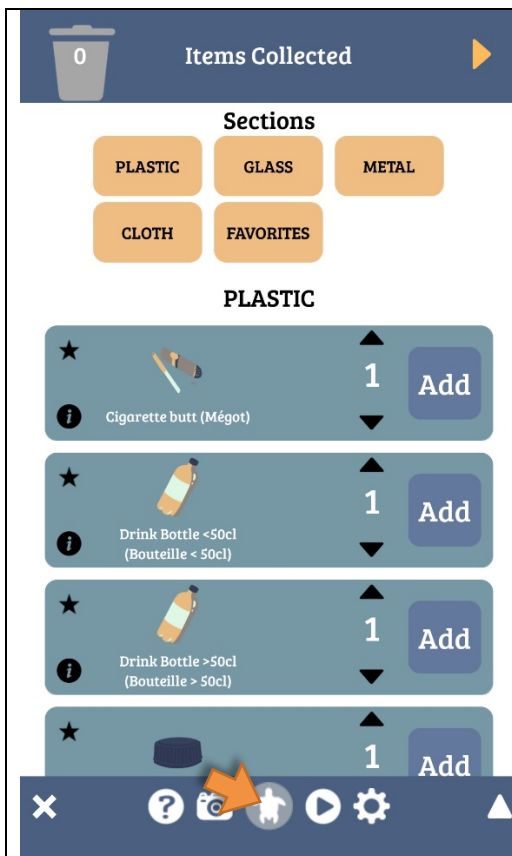 0
Items Collected
Sections
PLASTIC
GLASS
METAL
CLOTH
FAVORITES
PLASTIC
Cigarette butt (Mégot)
1
Add
Drink Bottle <50cl
(Bouteille < 50cl)
1
Add
Drink Bottle >50cl
(Bouteille > 50cl)
1
Add
1
Add
?